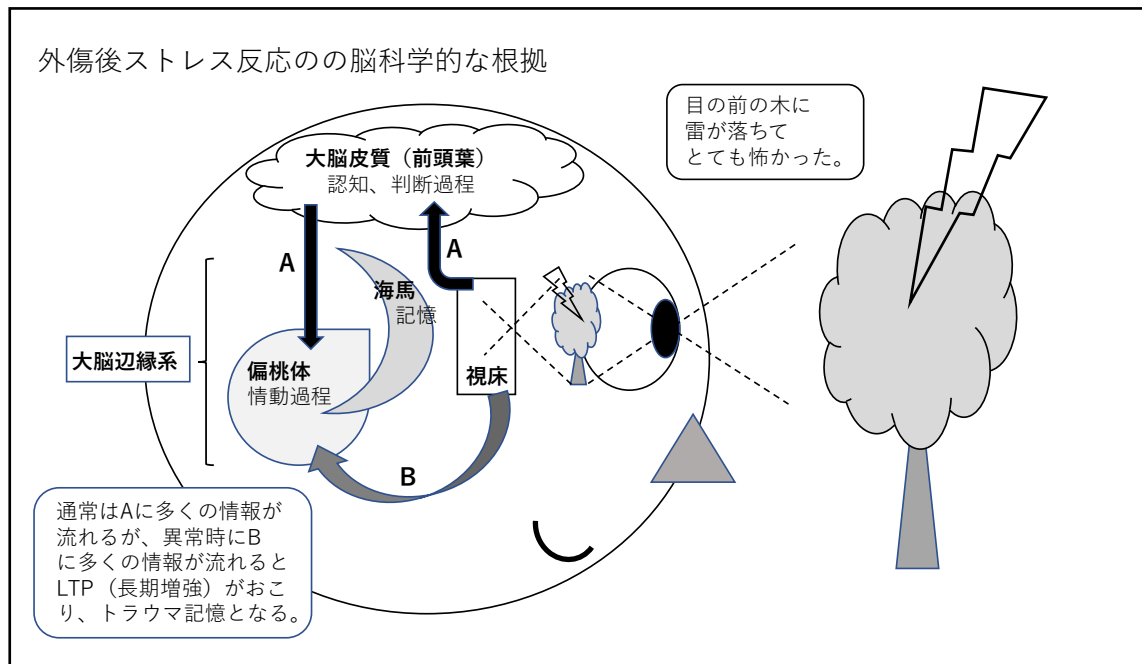 外傷後ストレス反応のの脳科学的な根拠
目の前の木に
雷が落ちて
とても怖かった。
大脳皮質（前頭葉）
認知、判断過程
A
A
海馬
記憶
大脳辺縁系
偏桃体
情動過程
視床
B
通常はAに多くの情報が
流れるが、異常時にB
に多くの情報が流れると
LTP（長期増強）がおこ
り、トラウマ記憶となる。